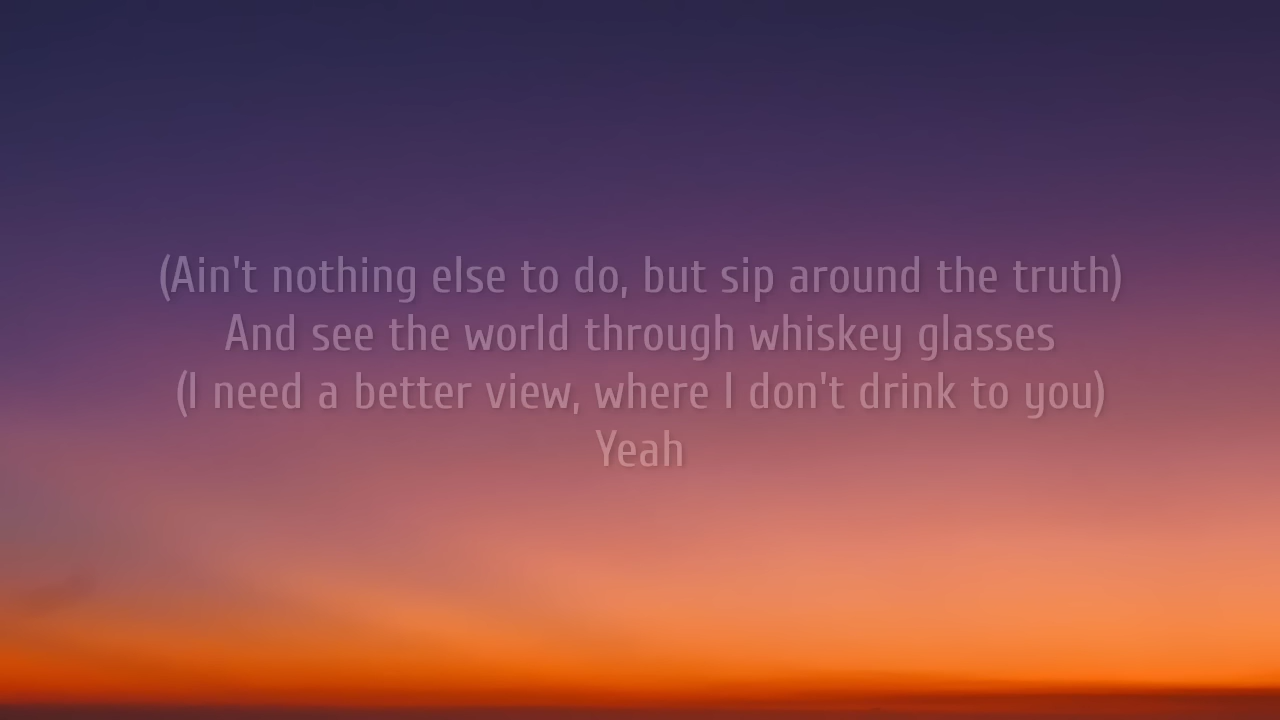 (Ain't nothing else to do, but sip around the truth)
And see the world through whiskey glasses
(I need a better view, where I don't drink to you)
Yeah